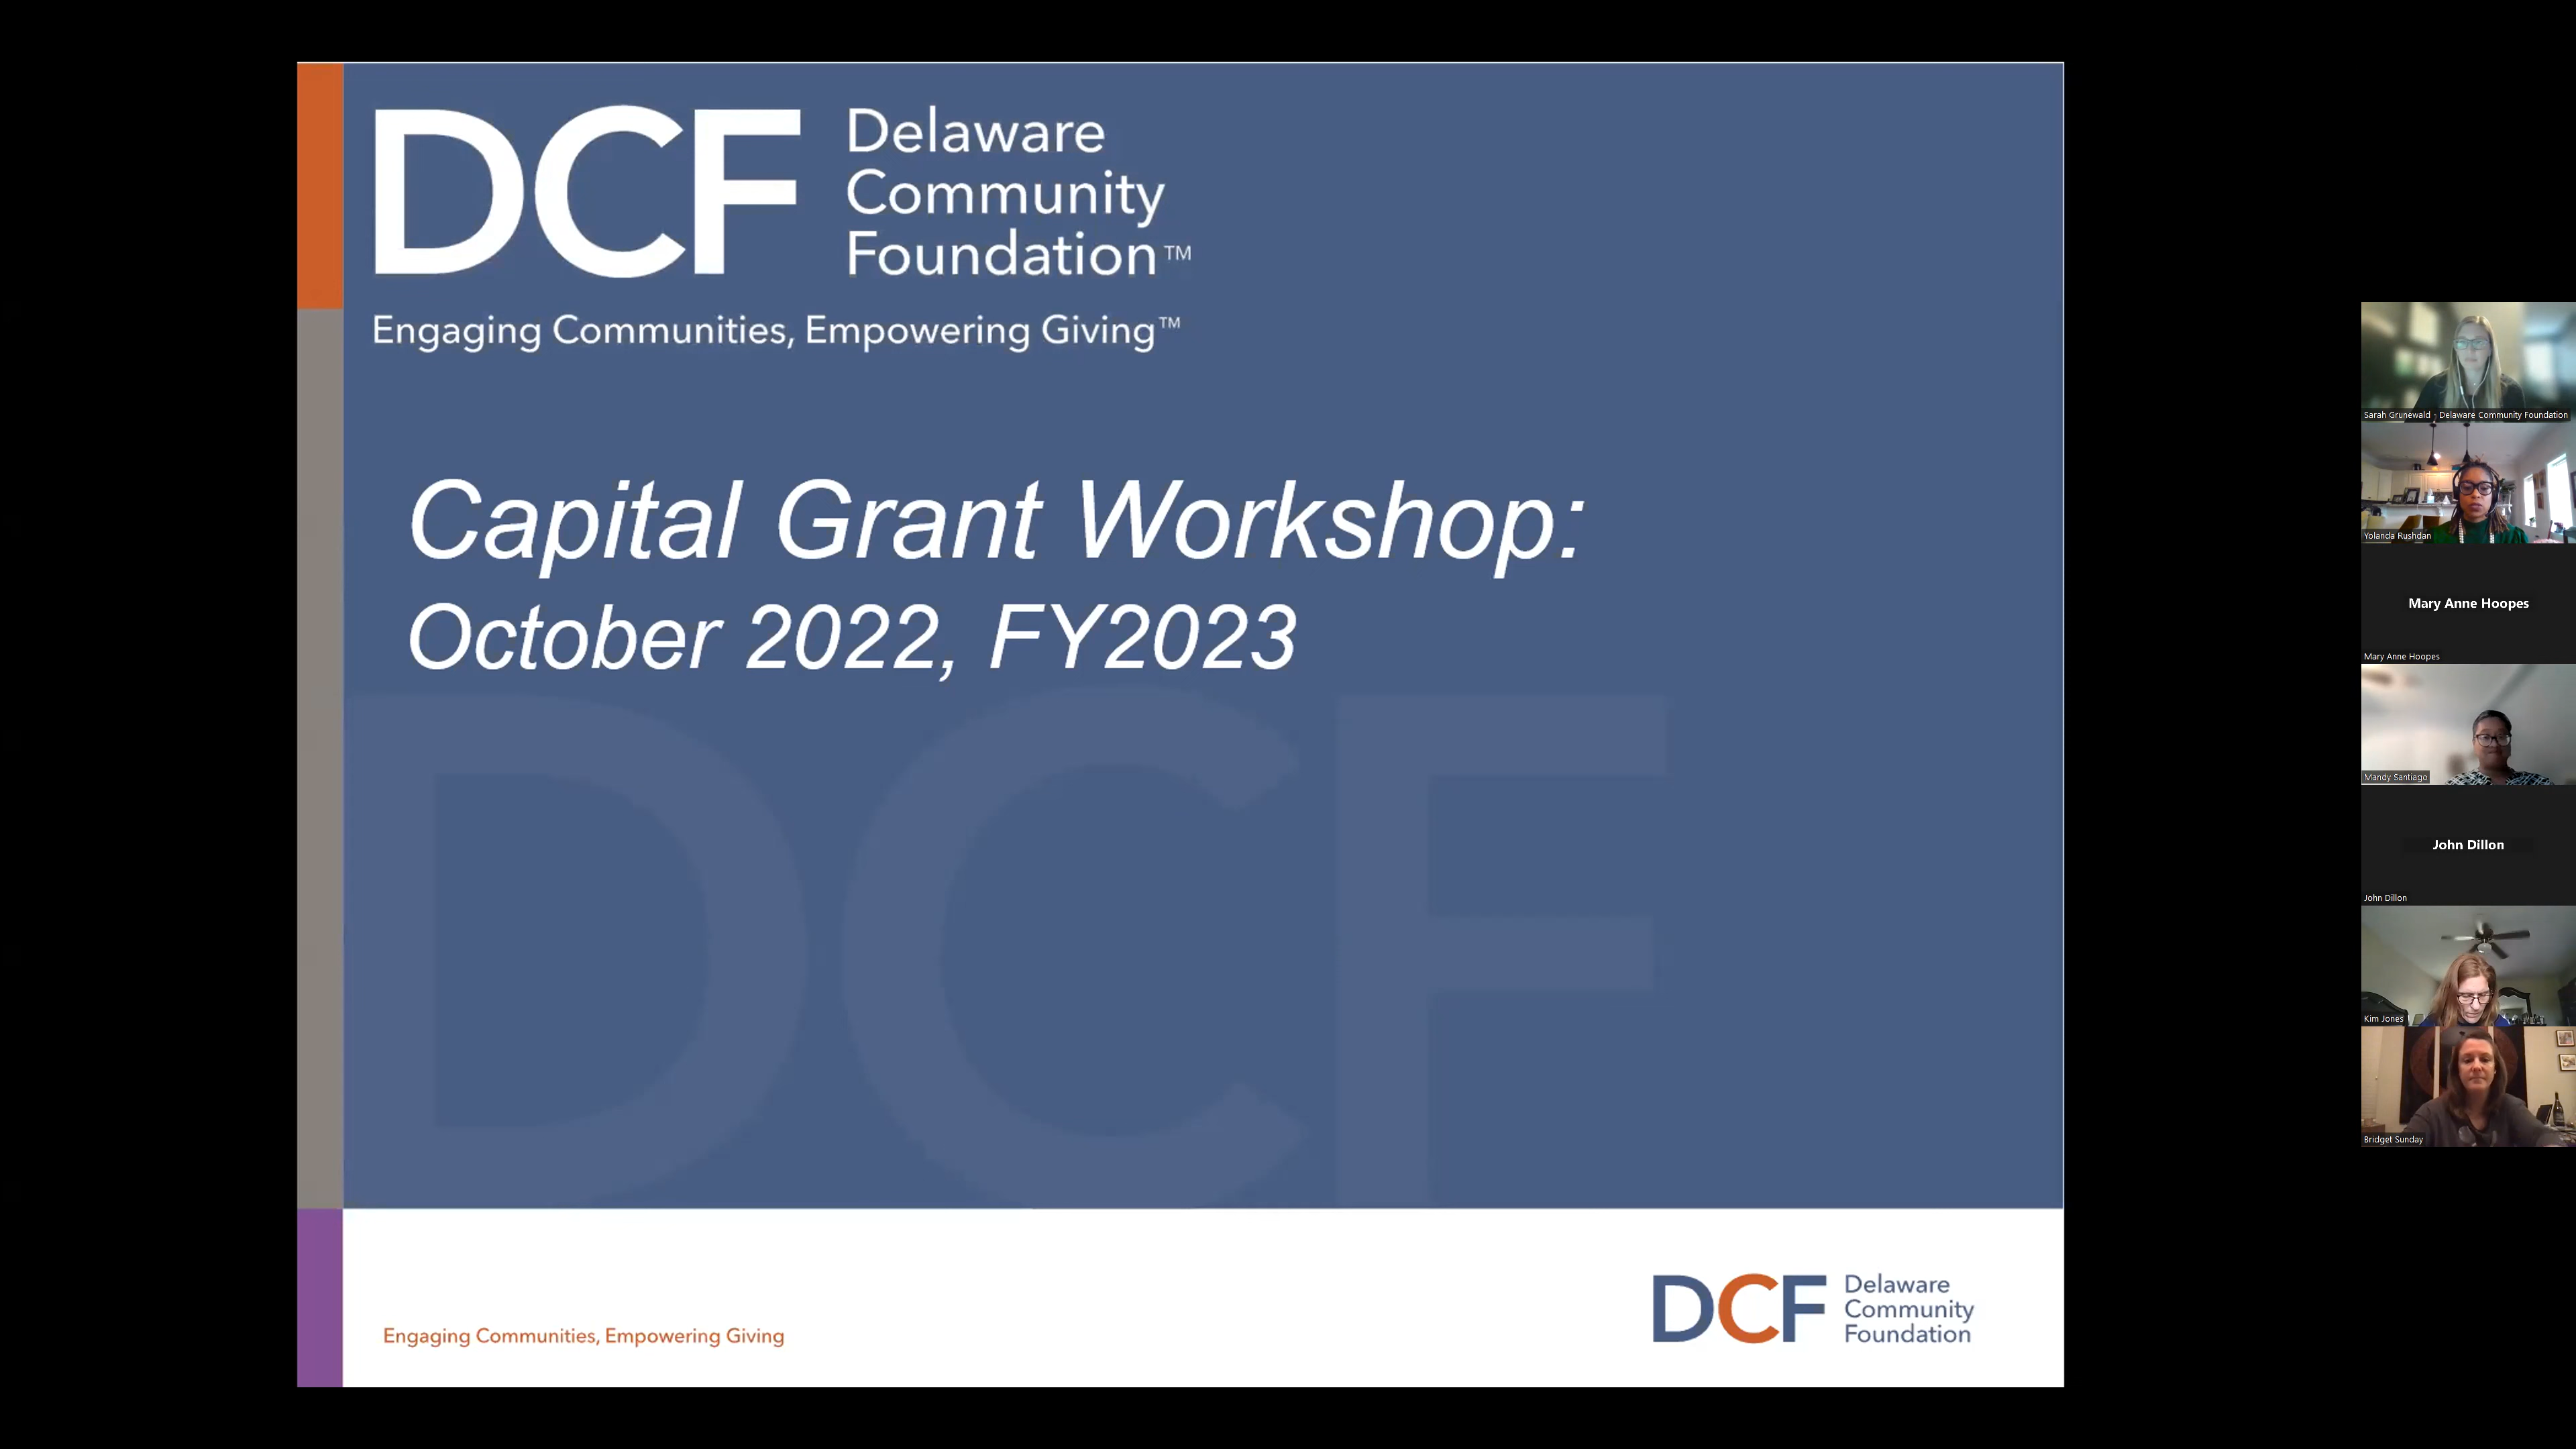 DCF
Delaware
Community
Foundation™
Engaging Communities, Empowering Giving™
Capital Grant Workshop:
October 2022, FY2023
DCF
Engaging Communities, Empowering Giving
DCF
Delaware
Community
Foundation
Sarah Grunewald - Delaware Community Foundation
Yolanda Rushdan
Mary Anne Hoopes
Mary Anne Hoopes
Mandy Santiago
John Dillon
John Dillon
Kim Jones
Bridget Sunday